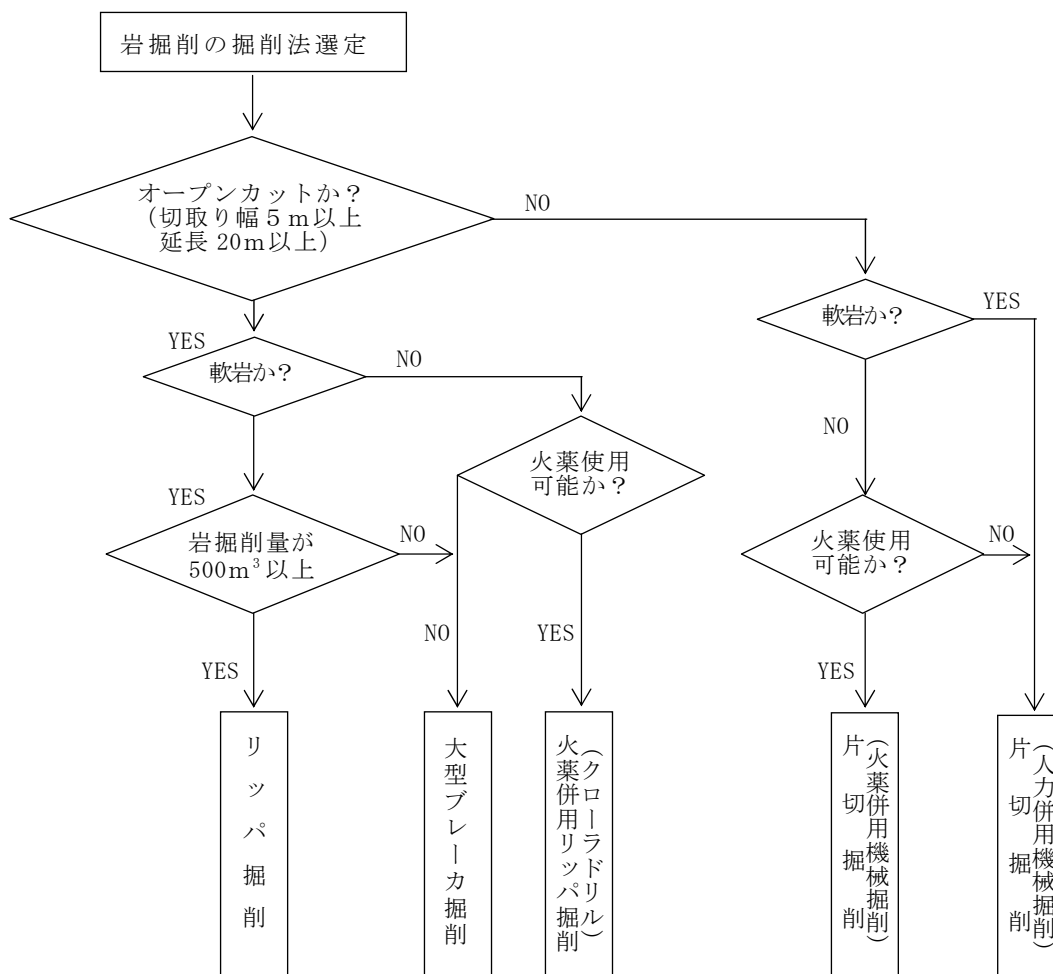 岩掘削の掘削法選定
オープンカットか？
（切取り幅５ｍ以上
延長 20ｍ以上）
NO
YES
軟岩か？
NO
軟岩か？
YES
NO
火薬使用
可能か？
YES
岩掘削量が
500ｍ³以上
NO
火薬使用
可能か？
NO
NO
YES
YES
YES
リッパ掘削
大型ブレーカ掘削
火薬併用リッパ掘削
（クローラドリル）
片切掘削
（火薬併用機械掘削）
片切掘削
（人力併用機械掘削）